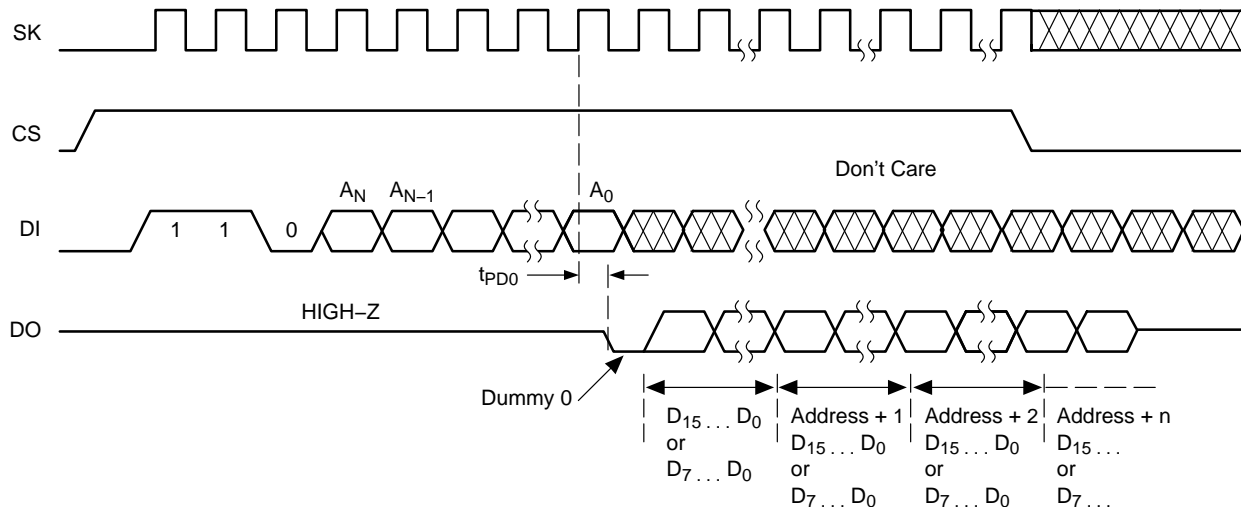 SK
CS
Don't Care
A_N A_N–1 A_0
DI 1 1 0
t_PD0
HIGH–Z
DO
Dummy 0
D_15 . . . D_0
or
D_7 . . . D_0
Address + 1
D_15 . . . D_0
or
D_7 . . . D_0
Address + 2
D_15 . . . D_0
or
D_7 . . . D_0
Address + n
D_15 . . .
or
D_7 . . .